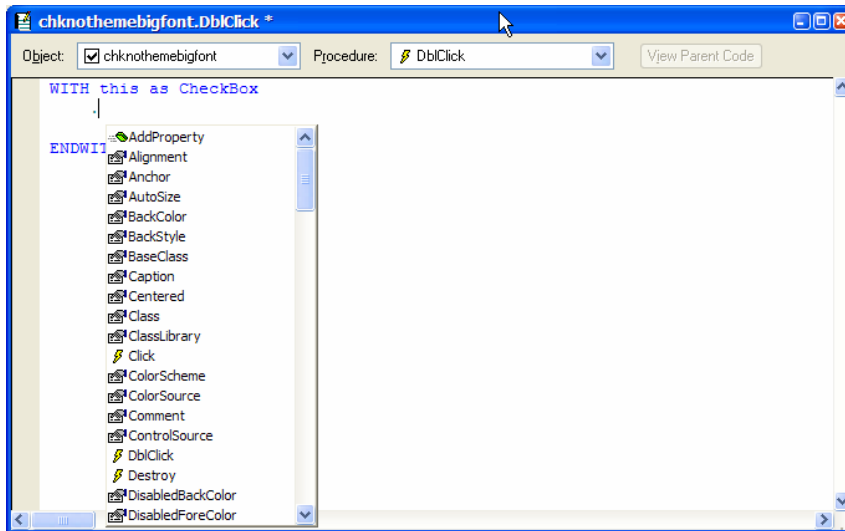 chknothemebigfont.DblClick *
Object: chknothemebigfont Procedure: DblClick View Parent Code
WITH this as CheckBox
.
ENDWIT
AddProperty
Alignment
Anchor
AutoSize
BackColor
BackStyle
BaseClass
Caption
Centered
Class
ClassLibrary
Click
ColorScheme
ColorSource
Comment
ControlSource
DblClick
Destroy
DisabledBackColor
DisabledForeColor